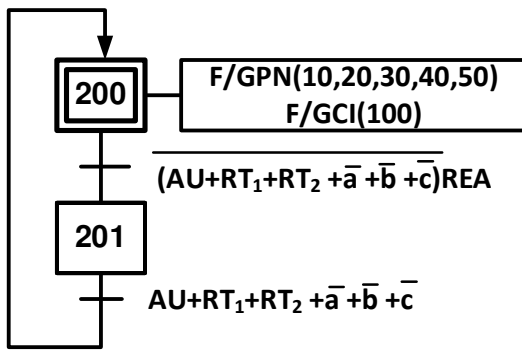 200
F/GPN(10,20,30,40,50)
F/GCI(100)
(AU+RT₁+RT₂ +a̅ +b̅ +c̅)REA
201
AU+RT₁+RT₂ +a̅ +b̅ +c̅